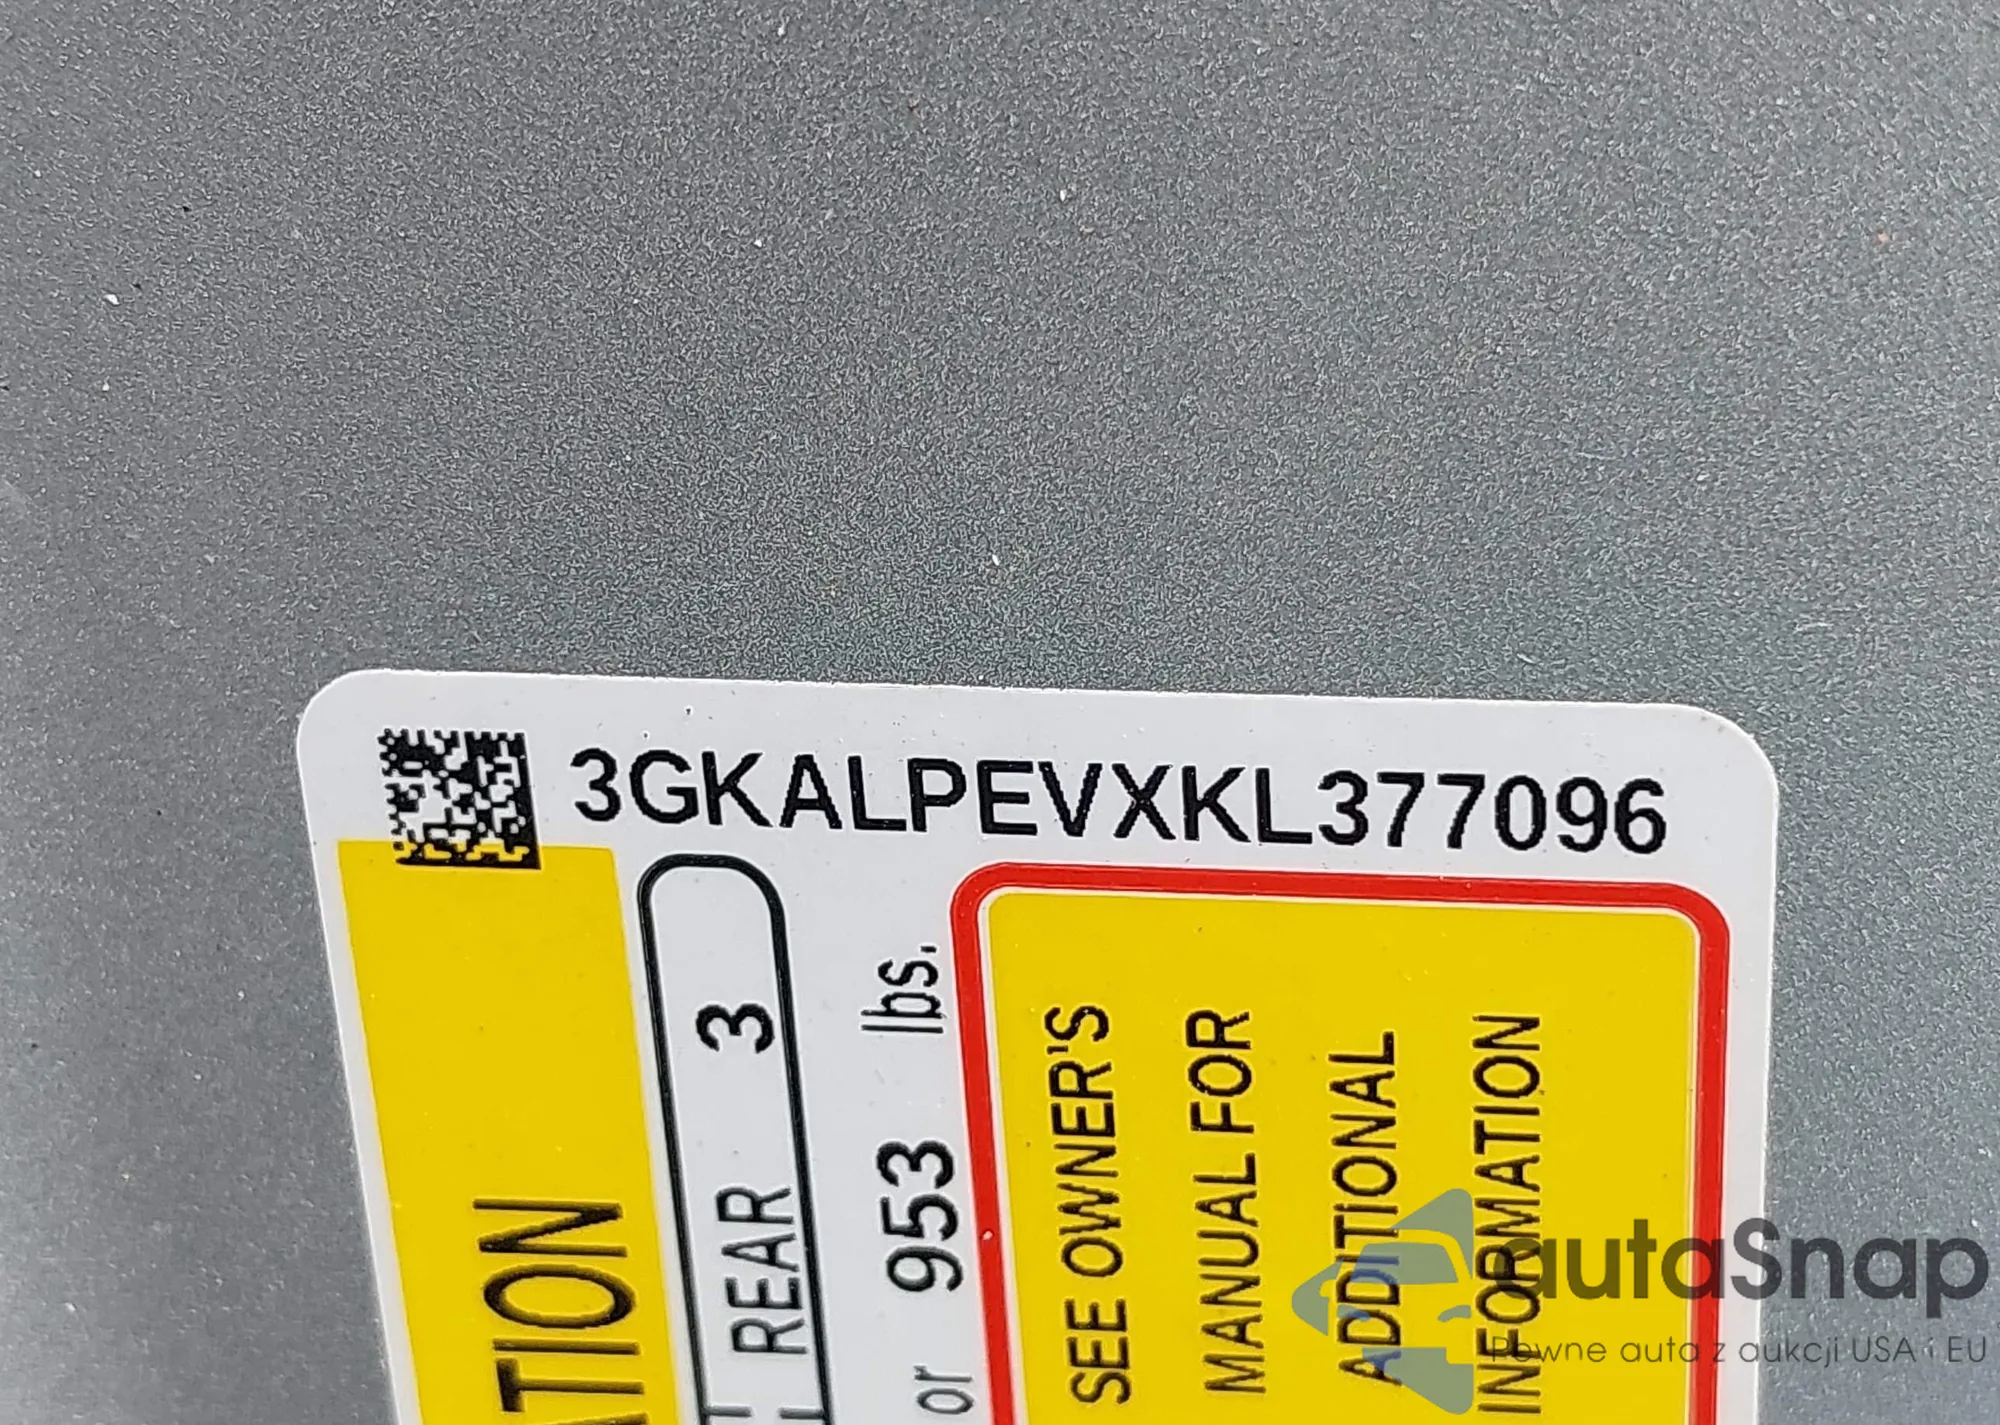 3GKALPEVXKL377096
ATION
REAR 3
or 953 lbs.
SEE OWNER'S
MANUAL FOR
ADDITIONAL
INFORMATION
autaSnap
Pewne auta z aukcji USA i EU